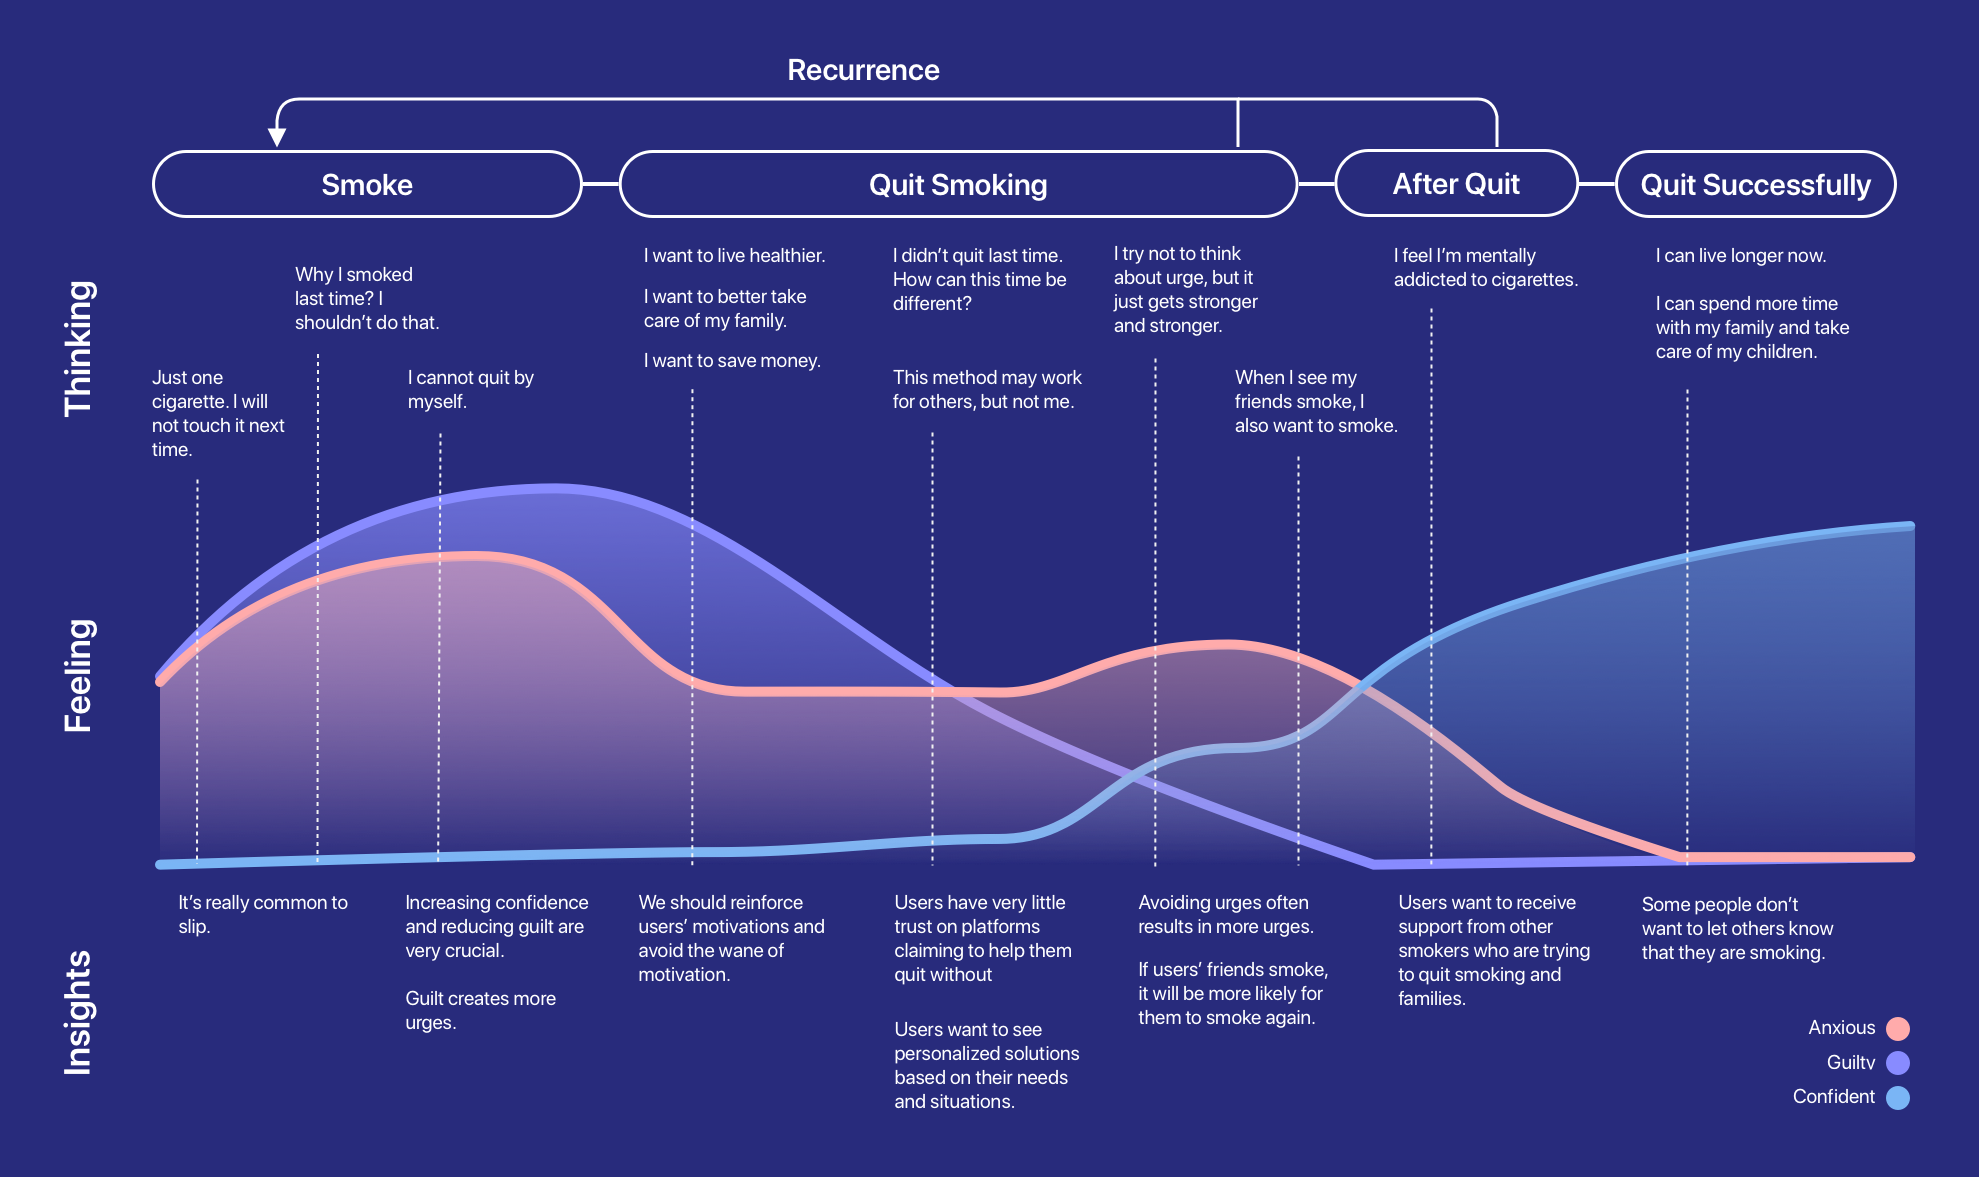 Recurrence
Smoke
Quit Smoking
After Quit
Quit Successfully
Thinking
Just one
cigarette. I will
not touch it next
time.
Why I smoked
last time? I
shouldn’t do that.
I cannot quit by
myself.
I want to live healthier.
I want to better take
care of my family.
I want to save money.
I didn’t quit last time.
How can this time be
different?
This method may work
for others, but not me.
I try not to think
about urge, but it
just gets stronger
and stronger.
When I see my
friends smoke, I
also want to smoke.
I feel I’m mentally
addicted to cigarettes.
I can live longer now.
I can spend more time
with my family and take
care of my children.
Feeling
Insights
It’s really common to
slip.
Increasing confidence
and reducing guilt are
very crucial.
Guilt creates more
urges.
We should reinforce
users’ motivations and
avoid the wane of
motivation.
Users have very little
trust on platforms
claiming to help them
quit without
Users want to see
personalized solutions
based on their needs
and situations.
Avoiding urges often
results in more urges.
If users’ friends smoke,
it will be more likely for
them to smoke again.
Users want to receive
support from other
smokers who are trying
to quit smoking and
families.
Some people don’t
want to let others know
that they are smoking.
Anxious
Guilty
Confident